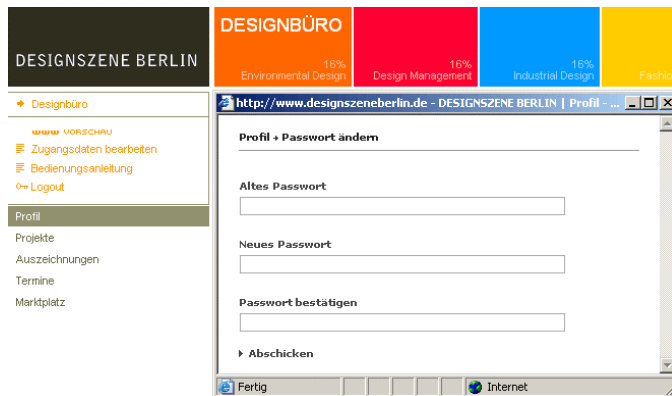 DESIGNSZENE BERLIN
DESIGNBÜRO
16%
Environmental Design
16%
Design Management
16%
Industrial Design
Fashio
Designbüro
www VORSCHAU
Zugangsdaten bearbeiten
Bedienungsanleitung
Logout
Profil
Projekte
Auszeichnungen
Termine
Marktplatz
http://www.designszeneberlin.de - DESIGNSZENE BERLIN | Profil - ...
Profil + Passwort ändern
Altes Passwort
Neues Passwort
Passwort bestätigen
Abschicken
Fertig
Internet